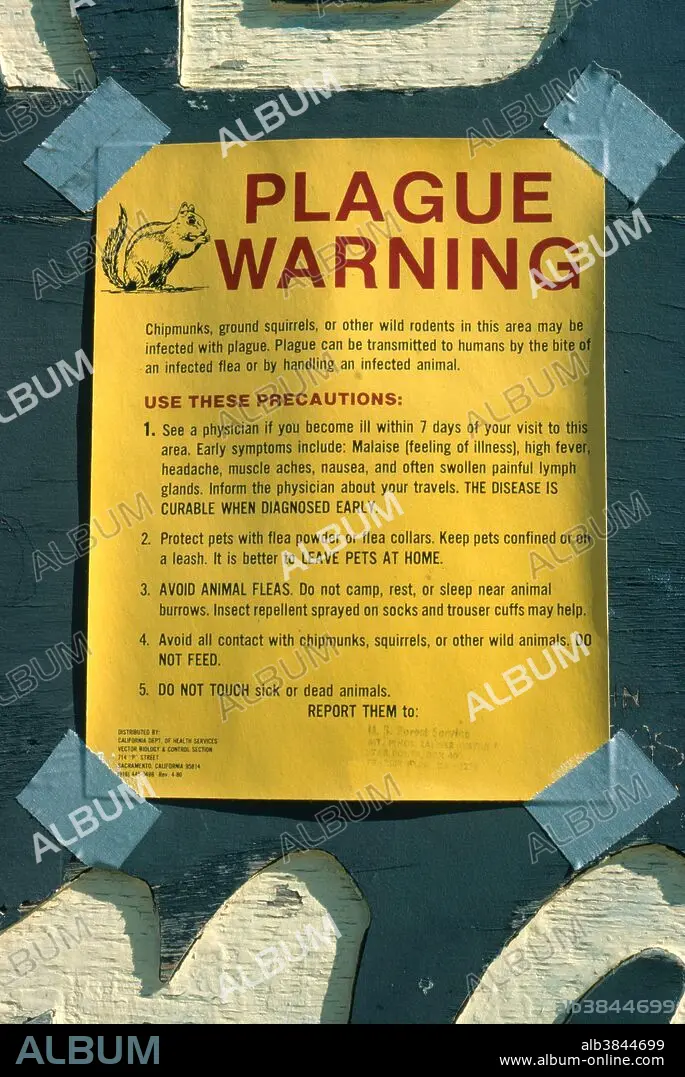 PLAGUE
WARNING
Chipmunks, ground squirrels, or other wild rodents in this area may be
infected with plague. Plague can be transmitted to humans by the bite of
an infected flea or by handling an infected animal.
USE THESE PRECAUTIONS:
1. See a physician if you become ill within 7 days of your visit to this
area. Early symptoms include: Malaise (feeling of illness), high fever,
headache, muscle aches, nausea, and often swollen painful lymph
glands. Inform the physician about your travels. THE DISEASE IS
CURABLE WHEN DIAGNOSED EARLY.
2. Protect pets with flea powder or flea collars. Keep pets confined or on
a leash. It is better to LEAVE PETS AT HOME.
3. AVOID ANIMAL FLEAS. Do not camp, rest, or sleep near animal
burrows. Insect repellent sprayed on socks and trouser cuffs may help.
4. Avoid all contact with chipmunks, squirrels, or other wild animals. DO
NOT FEED.
5. DO NOT TOUCH sick or dead animals.
REPORT THEM to:
U. S. Forest Service
DISTRIBUTED BY:
CALIFORNIA DEPT. OF HEALTH SERVICES
VECTOR BIOLOGY & CONTROL SECTION
714 "P" STREET
SACRAMENTO, CALIFORNIA 95814
Rev. 4-80
ALBUM
alb3844699
www.album-online.com